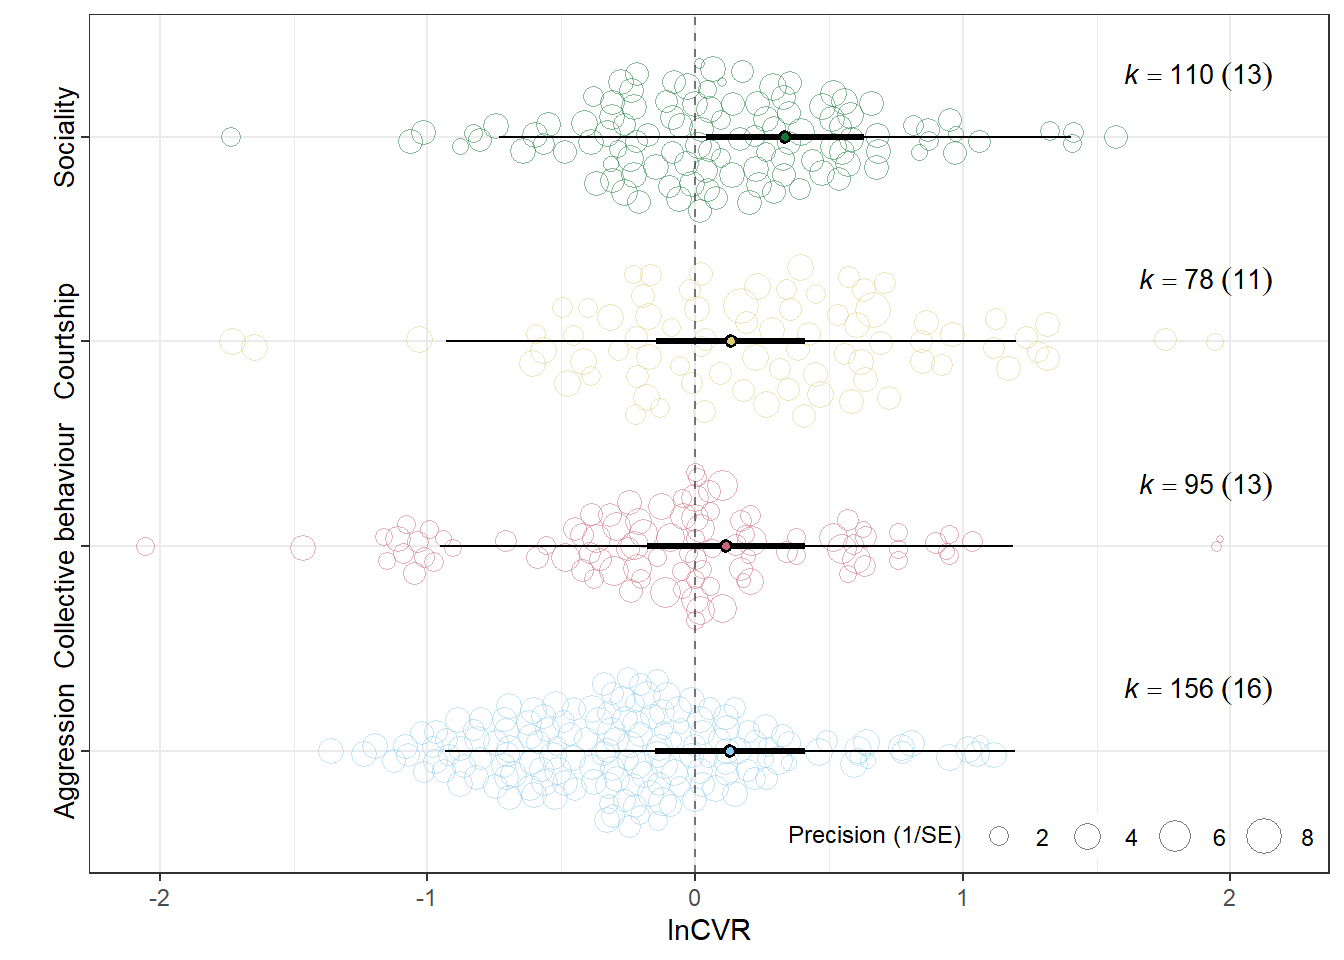 Sociality
k = 110 (13)
Courtship
k = 78 (11)
Collective behaviour
k = 95 (13)
Aggression
k = 156 (16)
Precision (1/SE) 2 4 6 8
-2 -1 0 1 2
lnCVR